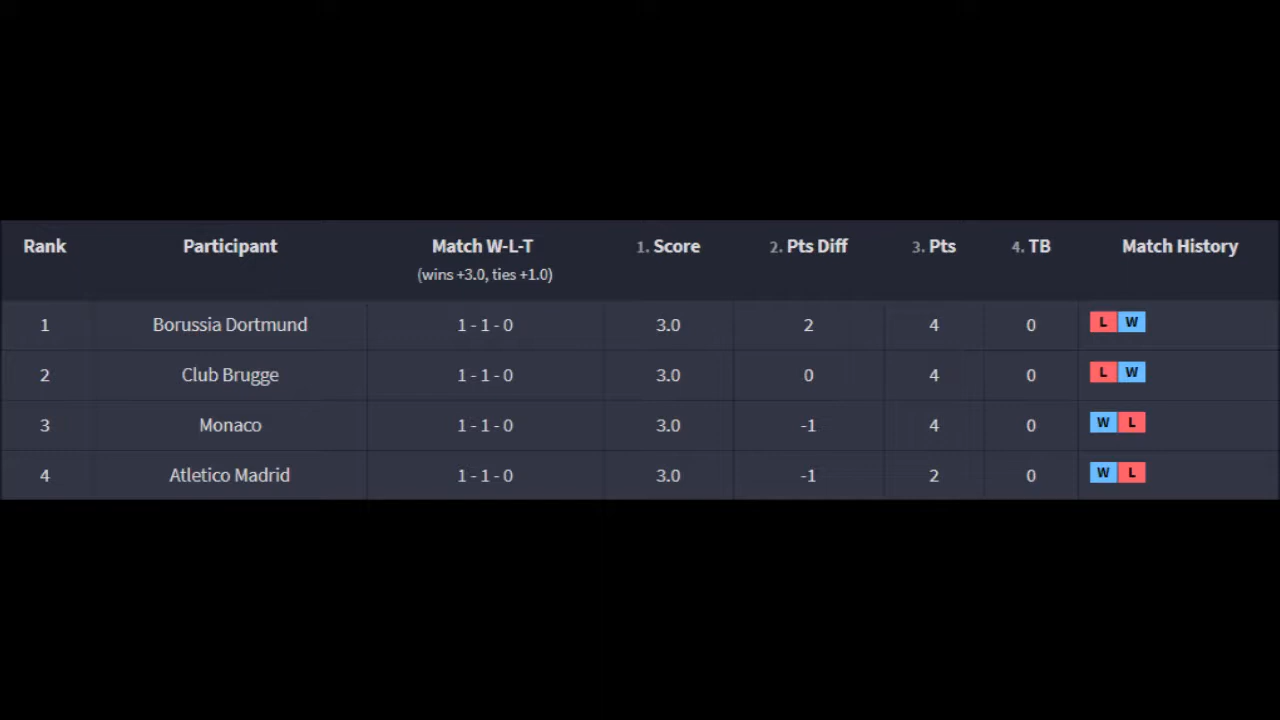 Rank Participant Match W-L-T 1. Score 2. Pts Diff 3. Pts 4. TB Match History
(wins +3.0, ties +1.0)
1 Borussia Dortmund 1 - 1 - 0 3.0 2 4 0 L W
2 Club Brugge 1 - 1 - 0 3.0 0 4 0 L W
3 Monaco 1 - 1 - 0 3.0 -1 4 0 W L
4 Atletico Madrid 1 - 1 - 0 3.0 -1 2 0 W L